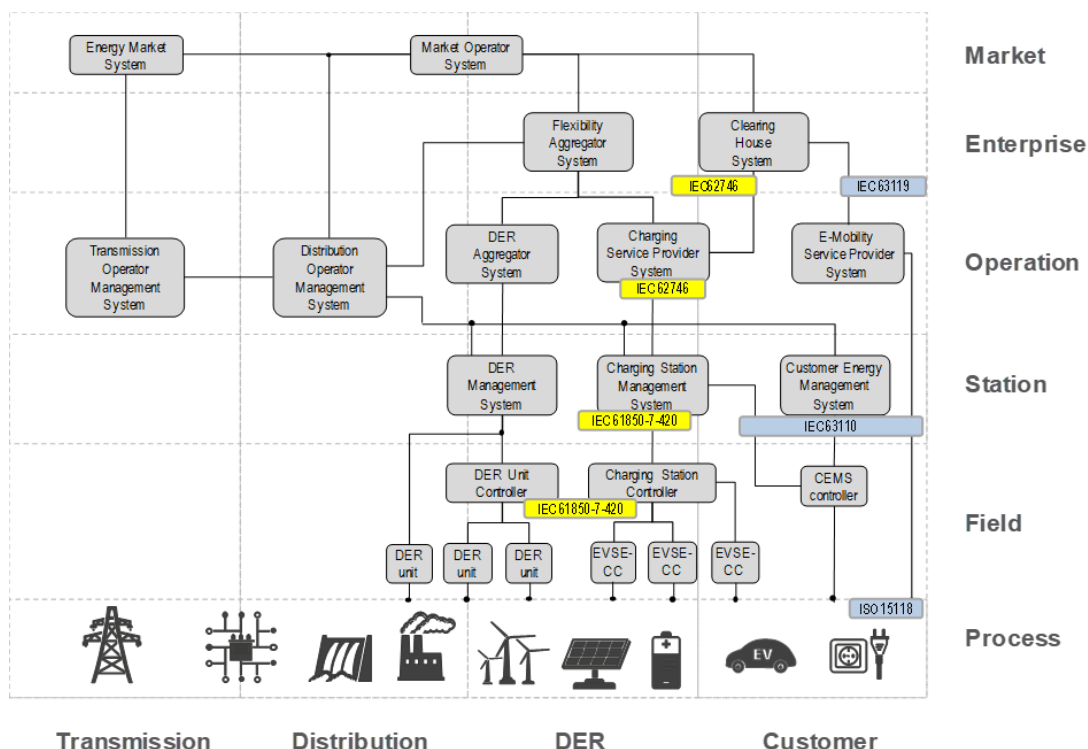 Energy Market
System
Market Operator
System
Market
Flexibility
Aggregator
System
Clearing
House
System
Enterprise
IEC62746
IEC63119
Transmission
Operator
Management
System
Distribution
Operator
Management
System
DER
Aggregator
System
Charging
Service Provider
System
E-Mobility
Service Provider
System
Operation
IEC62746
DER
Management
System
Charging Station
Management
System
Customer Energy
Management
System
Station
IEC61850-7-420
IEC63110
DER Unit
Controller
Charging Station
Controller
CEMS
controller
IEC61850-7-420
Field
DER
unit
DER
unit
DER
unit
EVSE-
CC
EVSE-
CC
EVSE-
CC
ISO15118
Process
EV
Transmission
Distribution
DER
Customer